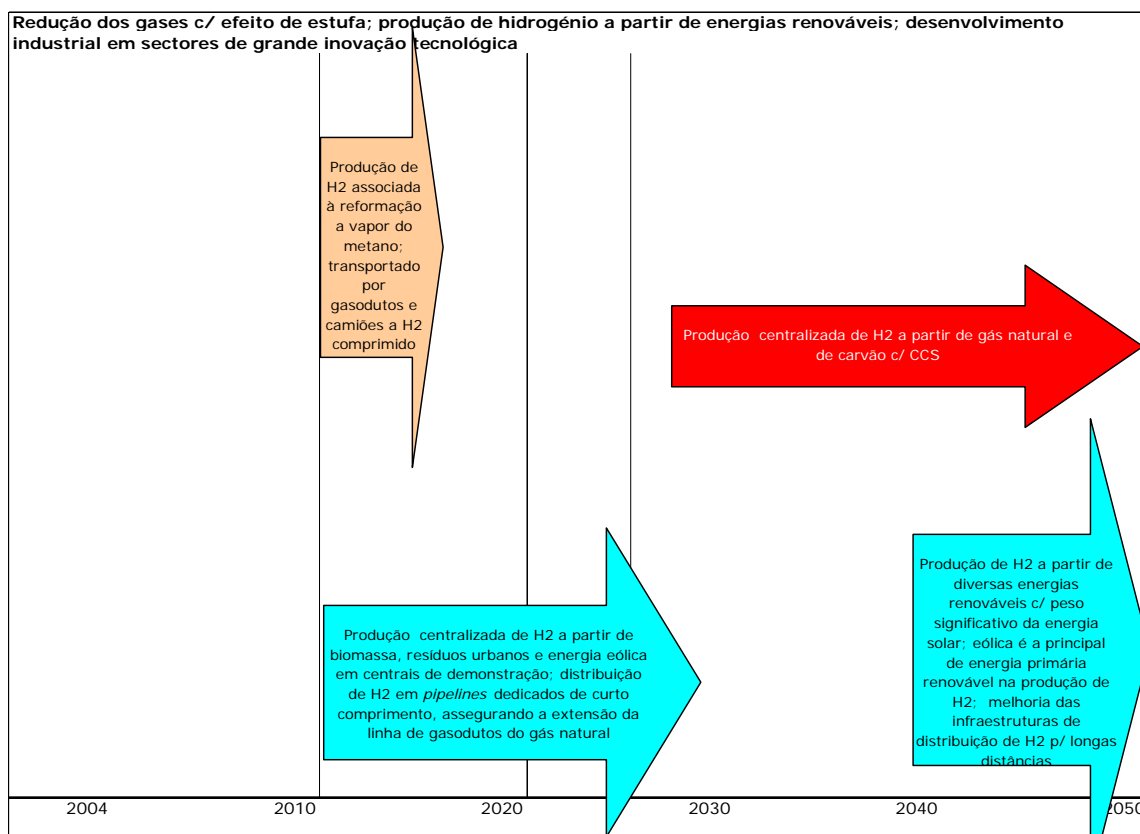 Redução dos gases c/ efeito de estufa; produção de hidrogénio a partir de energias renováveis; desenvolvimento
industrial em sectores de grande inovação tecnológica
Produção de
H2 associada
à reformação
a vapor do
metano;
transportado
por
gasodutos e
camiões a H2
comprimido
Produção centralizada de H2 a partir de gás natural e
de carvão c/ CCS
Produção centralizada de H2 a partir de
biomassa, resíduos urbanos e energia eólica
em centrais de demonstração; distribuição
de H2 em pipelines dedicados de curto
comprimento, assegurando a extensão da
linha de gasodutos do gás natural
Produção de H2 a partir de
diversas energias
renováveis c/ peso
significativo da energia
solar; eólica é a principal
de energia primária
renovável na produção de
H2; melhoria das
infraestruturas de
distribuição de H2 p/ longas
distâncias
2004 2010 2020 2030 2040 2050